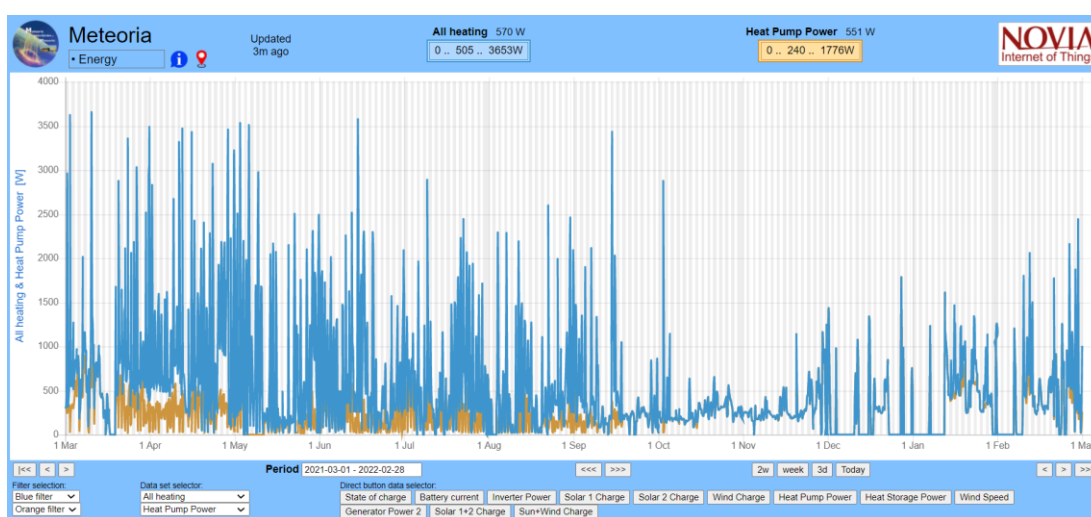 Meteoria
• Energy
Updated
3m ago
All heating 570 W
0 .. 505 .. 3653W
Heat Pump Power 551 W
0 .. 240 .. 1776W
NOVIA
Internet of Thing
All heating & Heat Pump Power [W]
4000
3500
3000
2500
2000
1500
1000
500
0
1 Mar 1 Apr 1 May 1 Jun 1 Jul 1 Aug 1 Sep 1 Oct 1 Nov 1 Dec 1 Jan 1 Feb 1 Ma
|<< < > Period 2021-03-01 - 2022-02-28 <<< >>> 2w week 3d Today < > >>
Filter selection: Data set selector: Direct button data selector:
Blue filter All heating State of charge Battery current Inverter Power Solar 1 Charge Solar 2 Charge Wind Charge Heat Pump Power Heat Storage Power Wind Speed
Orange filter Heat Pump Power Generator Power 2 Solar 1+2 Charge Sun+Wind Charge